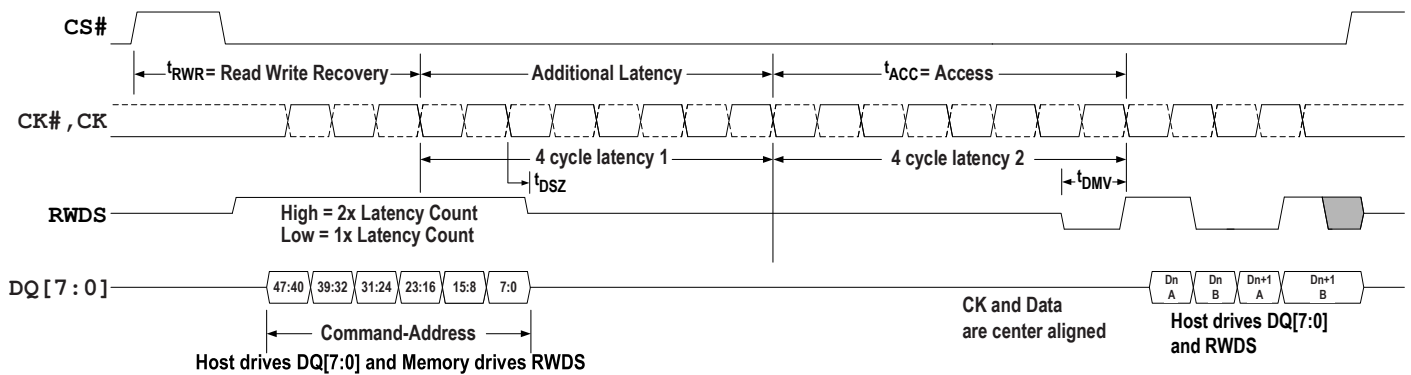 CS#
tRWR= Read Write Recovery
Additional Latency
tACC= Access
CK#,CK
4 cycle latency 1
4 cycle latency 2
tDSZ
tDMV
RWDS
High = 2x Latency Count
Low = 1x Latency Count
DQ[7:0]
47:40 39:32 31:24 23:16 15:8 7:0
Dn A
Dn B
Dn+1 A
Dn+1 B
CK and Data
are center aligned
Command-Address
Host drives DQ[7:0] and Memory drives RWDS
Host drives DQ[7:0]
and RWDS